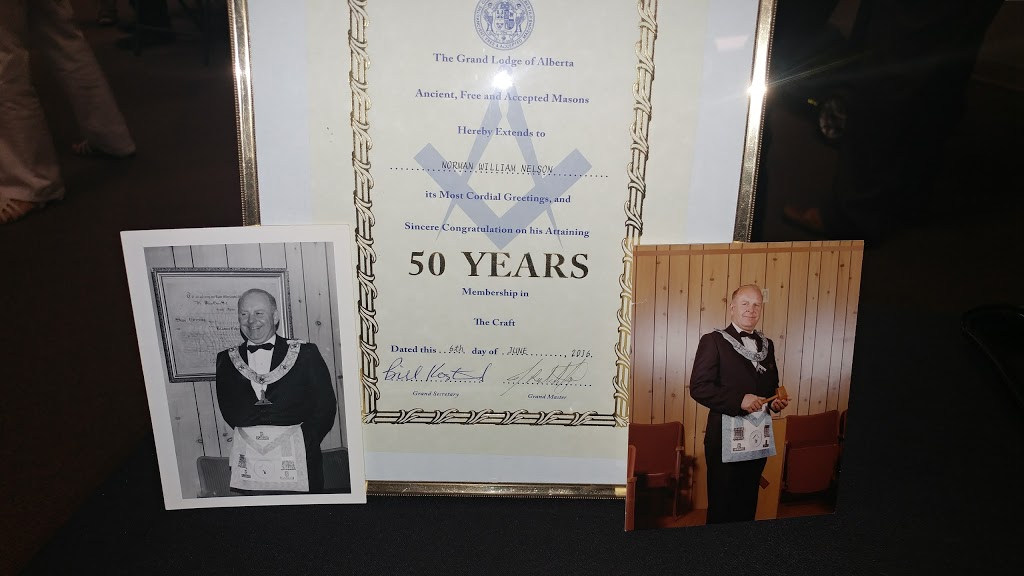 The Grand Lodge of Alberta
Ancient, Free and Accepted Masons
Hereby Extends to
NORMAN WILLIAM NELSON
its Most Cordial Greetings, and
Sincere Congratulation on his Attaining
50 YEARS
Membership in
The Craft
Dated this ..6th. day of .JUNE........, 2016.
Grand Secretary
Grand Master